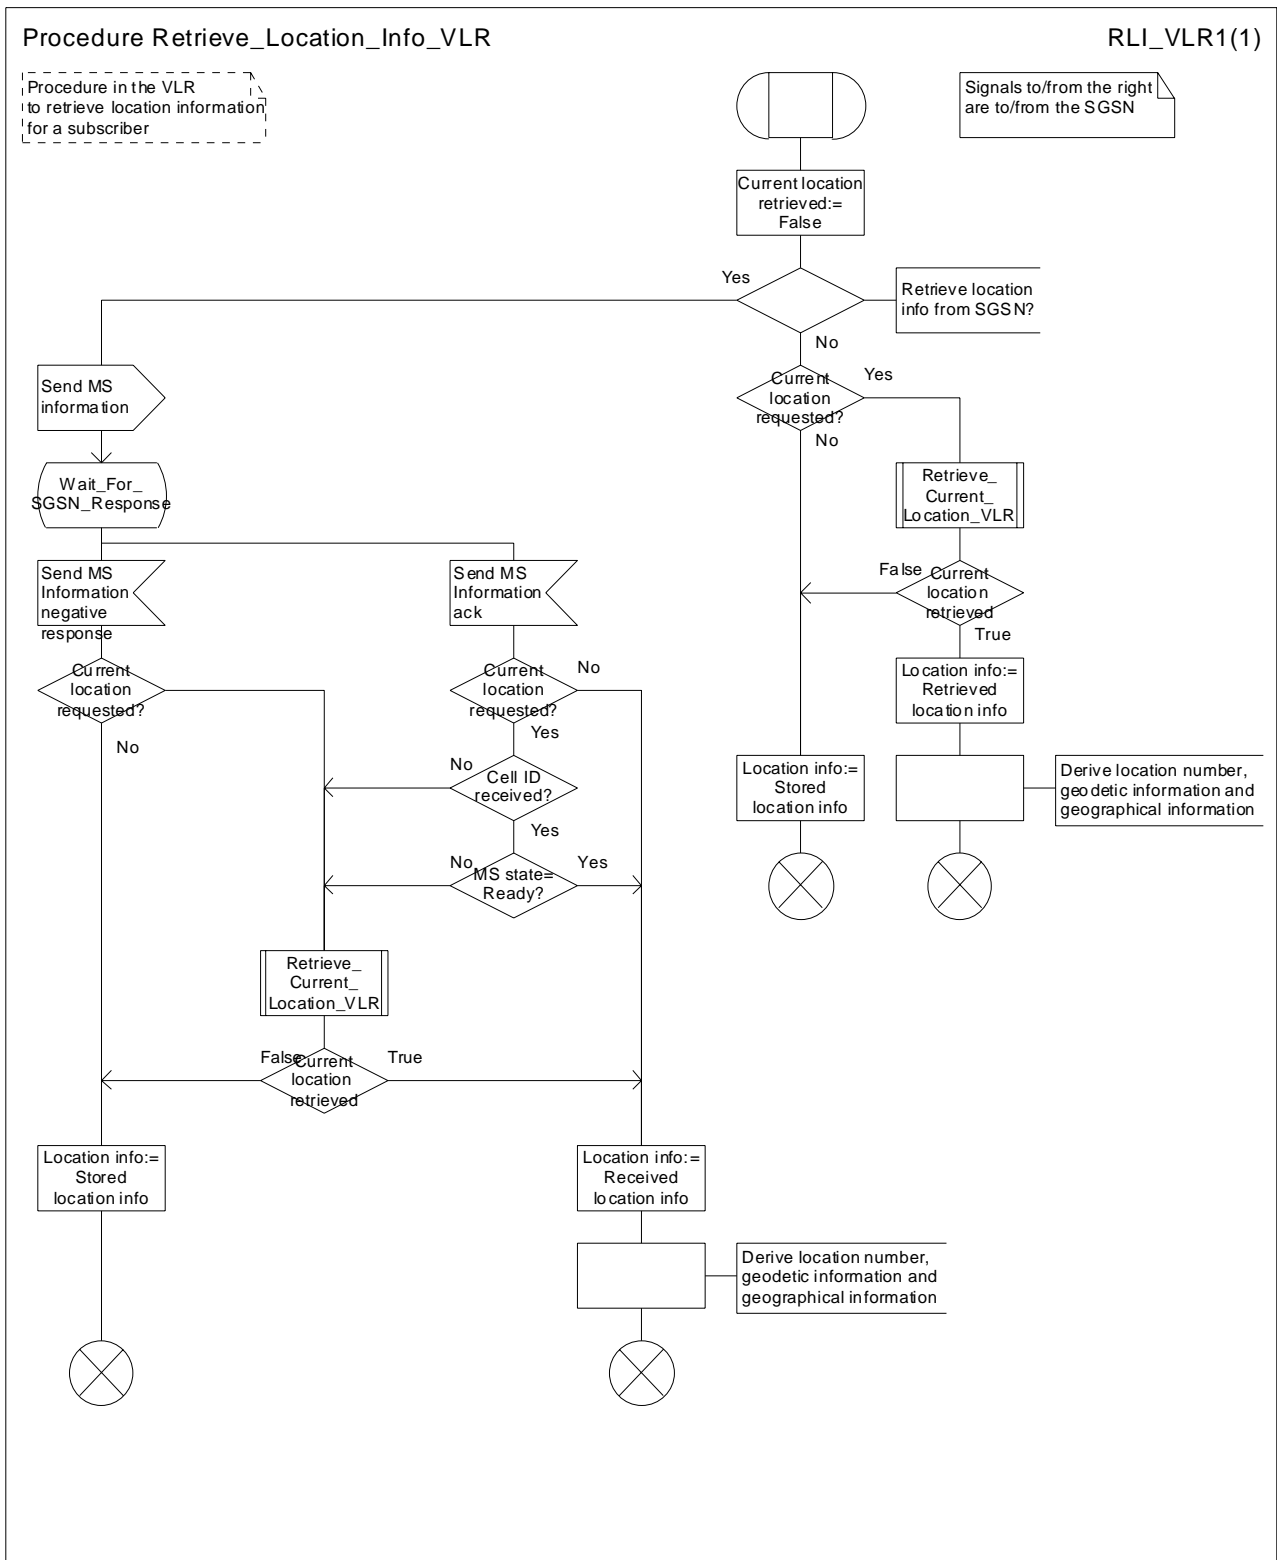 Procedure Retrieve_Location_Info_VLR
RLI_VLR1(1)
Procedure in the VLR
to retrieve location information
for a subscriber
Signals to/from the right
are to/from the SGSN
Current location
retrieved:=
False
Yes
Retrieve location
info from SGSN?
No
Send MS
information
Current
location
requested?
Yes
No
Wait_For_
SGSN_Response
Retrieve_
Current_
Location_VLR
Send MS
Information
negative
response
Send MS
Information
ack
False
Current
location
retrieved
True
Current
location
requested?
No
Current
location
requested?
No
Yes
Location info:=
Retrieved
location info
No
Cell ID
received?
Yes
Location info:=
Stored
location info
Derive location number,
geodetic information and
geographical information
No
MS state=
Ready?
Yes
Retrieve_
Current_
Location_VLR
False
Current
location
retrieved
True
Location info:=
Stored
location info
Location info:=
Received
location info
Derive location number,
geodetic information and
geographical information